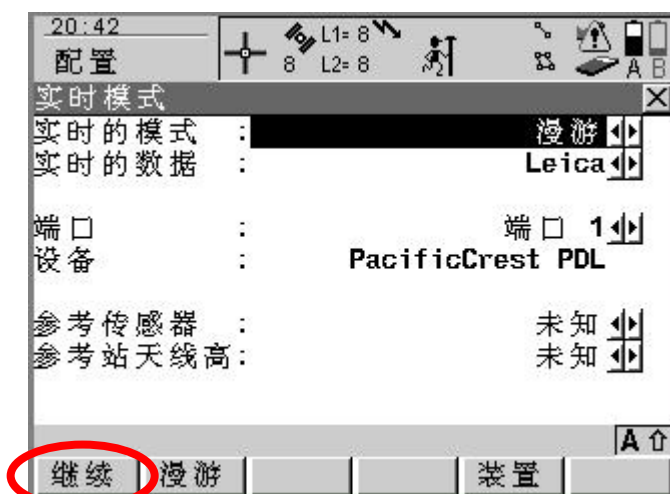 20:42
配置
L1= 8
8 L2= 8
2
A B
实时模式
实时的模式 : 漫游
实时的数据 : Leica
端口 : 端口 1
设备 : PacificCrest PDL
参考传感器 : 未知
参考站天线高: 未知
A
继续 漫游 装置